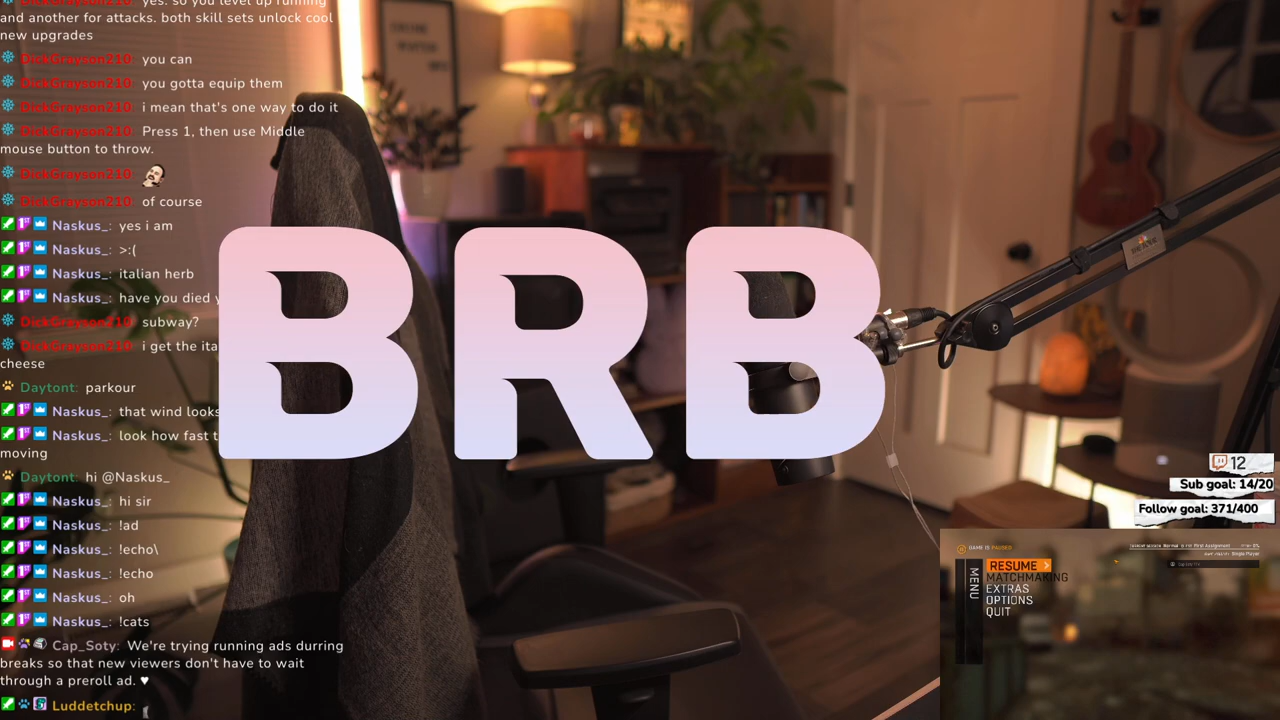 yes. so you level up running
and another for attacks. both skill sets unlock cool
new upgrades
DickGrayson210: you can
DickGrayson210: you gotta equip them
DickGrayson210: i mean that's one way to do it
DickGrayson210: Press 1, then use Middle
mouse button to throw.
DickGrayson210:
DickGrayson210: of course
Naskus_: yes i am
Naskus_: >:(
Naskus_: italian herb
Naskus_: have you died y
DickGrayson210: subway?
DickGrayson210: i get the ita
cheese
Daytont: parkour
Naskus_: that wind looks
Naskus_: look how fast t
moving
Daytont: hi @Naskus_
Naskus_: hi sir
Naskus_: !ad
Naskus_: !echo\
Naskus_: !echo
Naskus_: oh
Naskus_: !cats
Cap_Soty: We're trying running ads durring
breaks so that new viewers don't have to wait
through a preroll ad. ♥
Luddetchup:
BRB
12
Sub goal: 14/20
Follow goal: 371/400
GAME IS PAUSED
MENU
RESUME
MATCHMAKING
EXTRAS
OPTIONS
QUIT